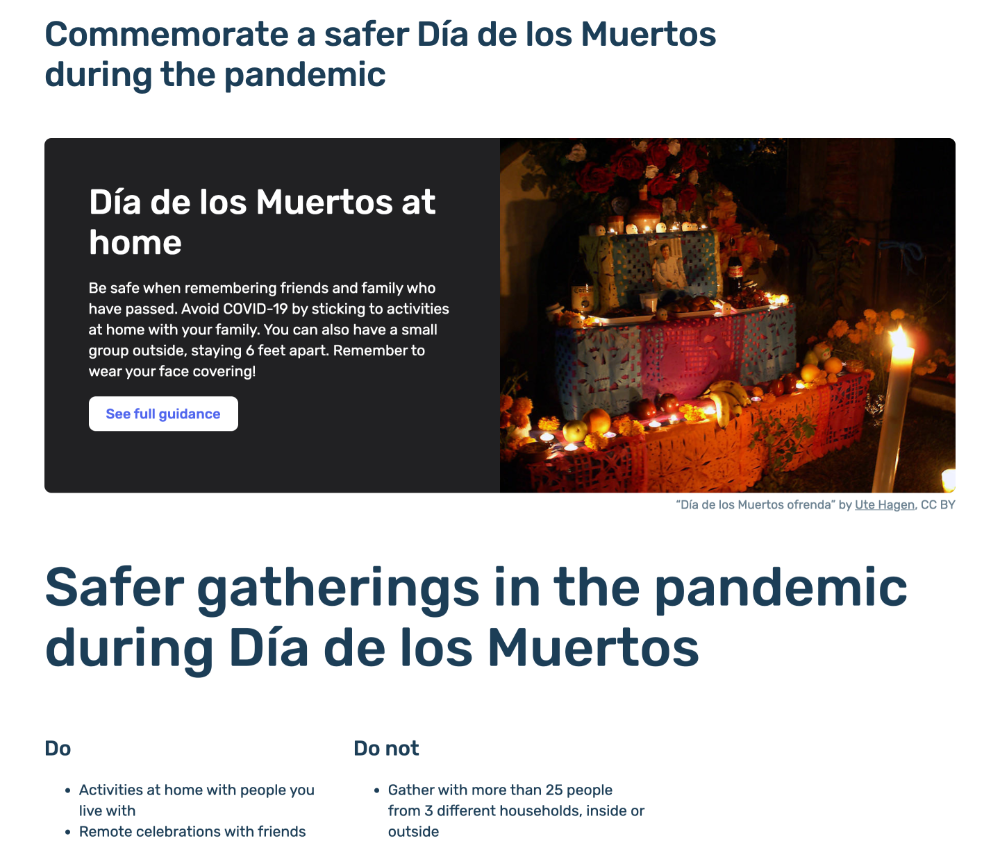 Commemorate a safer Día de los Muertos
during the pandemic
Día de los Muertos at
home
Be safe when remembering friends and family who
have passed. Avoid COVID-19 by sticking to activities
at home with your family. You can also have a small
group outside, staying 6 feet apart. Remember to
wear your face covering!
See full guidance
“Día de los Muertos ofrenda” by Ute Hagen, CC BY
Safer gatherings in the pandemic
during Día de los Muertos
Do
• Activities at home with people you
live with
• Remote celebrations with friends
Do not
• Gather with more than 25 people
from 3 different households, inside or
outside